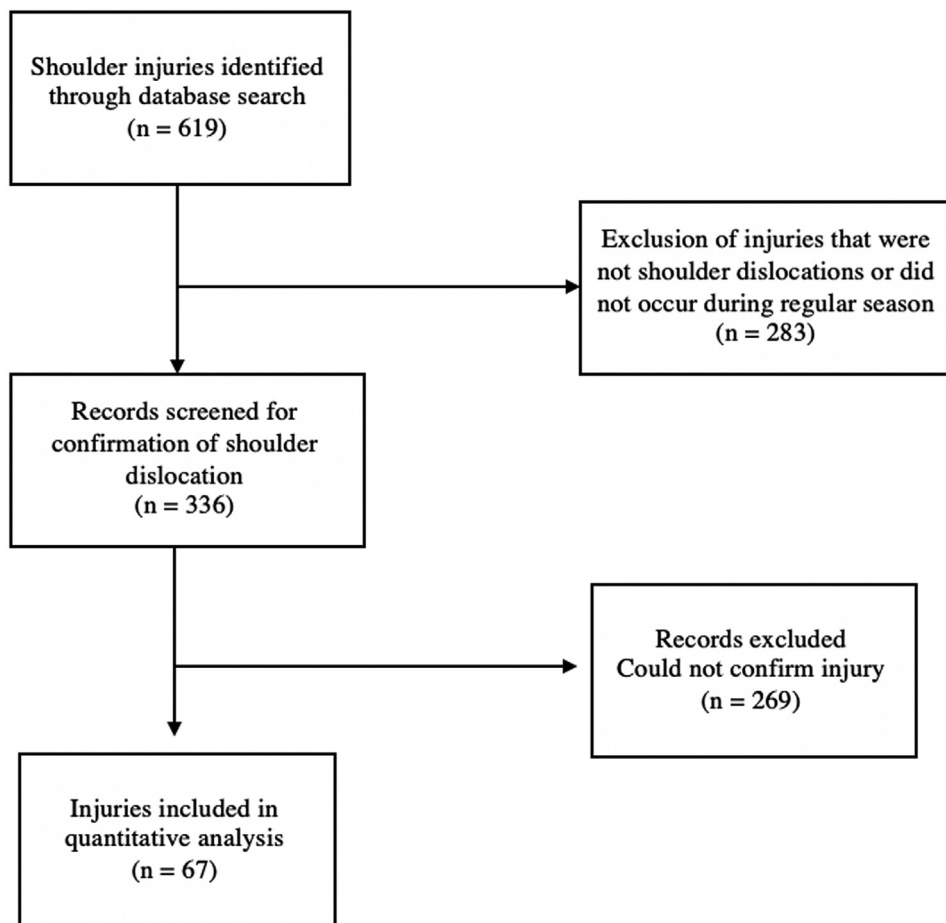 Shoulder injuries identified
through database search
(n = 619)
Exclusion of injuries that were
not shoulder dislocations or did
not occur during regular season
(n = 283)
Records screened for
confirmation of shoulder
dislocation
(n = 336)
Records excluded
Could not confirm injury
(n = 269)
Injuries included in
quantitative analysis
(n = 67)